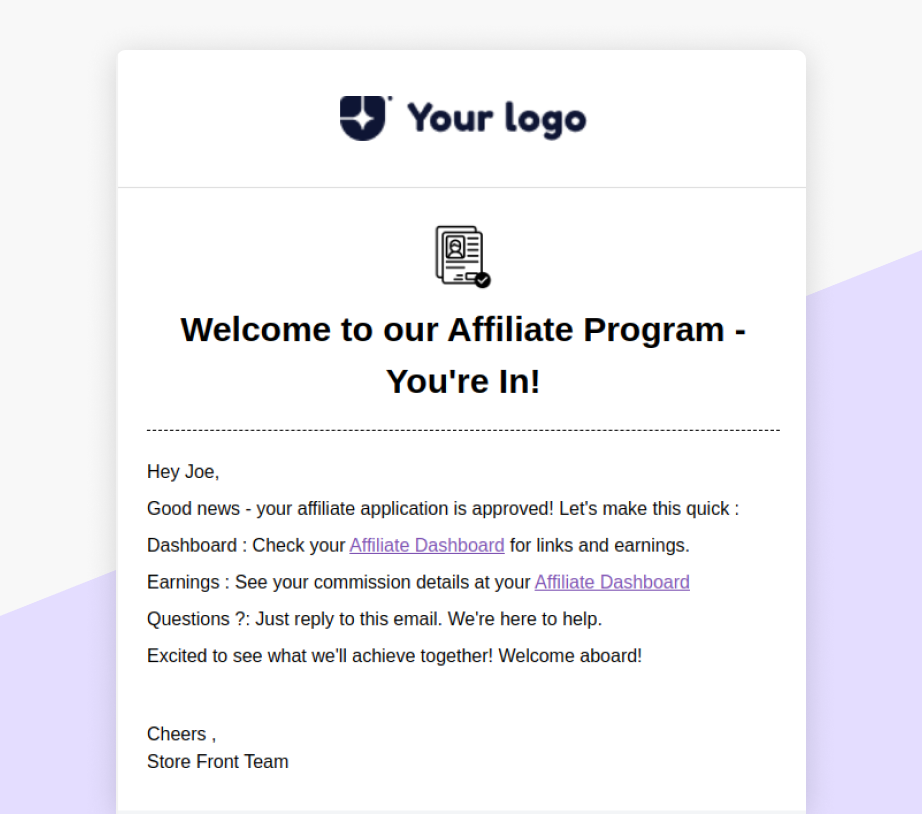 Your logo
Welcome to our Affiliate Program -
You're In!
Hey Joe,
Good news - your affiliate application is approved! Let's make this quick :
Dashboard : Check your Affiliate Dashboard for links and earnings.
Earnings : See your commission details at your Affiliate Dashboard
Questions ?: Just reply to this email. We're here to help.
Excited to see what we'll achieve together! Welcome aboard!
Cheers ,
Store Front Team